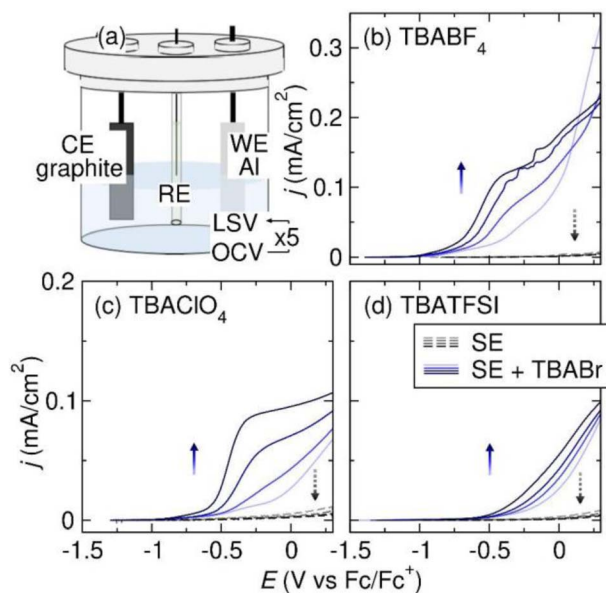 (a)
CE
graphite
RE
WE
Al
LSV
OCV
x5
(b) TBABF₄
j (mA/cm²)
0.3
0.2
0.1
0
(c) TBAClO₄
j (mA/cm²)
0.2
0.1
0
-1.5 -1 -0.5 0
(d) TBATFSI
SE
SE + TBABr
-1.5 -1 -0.5 0
E (V vs Fc/Fc⁺)